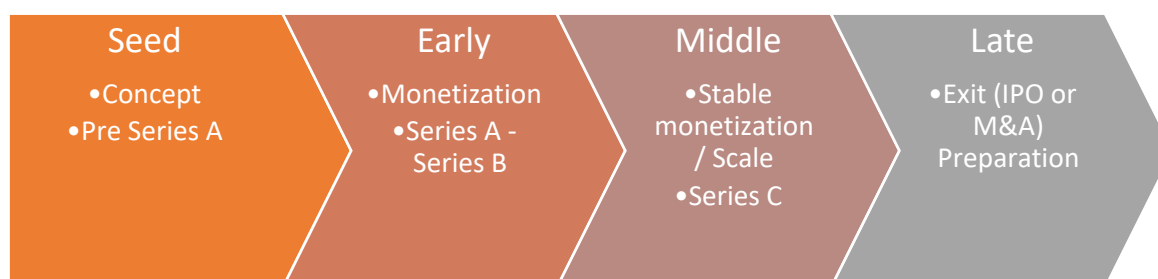 Seed
•Concept
•Pre Series A
Early
•Monetization
•Series A -
Series B
Middle
•Stable
monetization
/ Scale
•Series C
Late
•Exit (IPO or
M&A)
Preparation